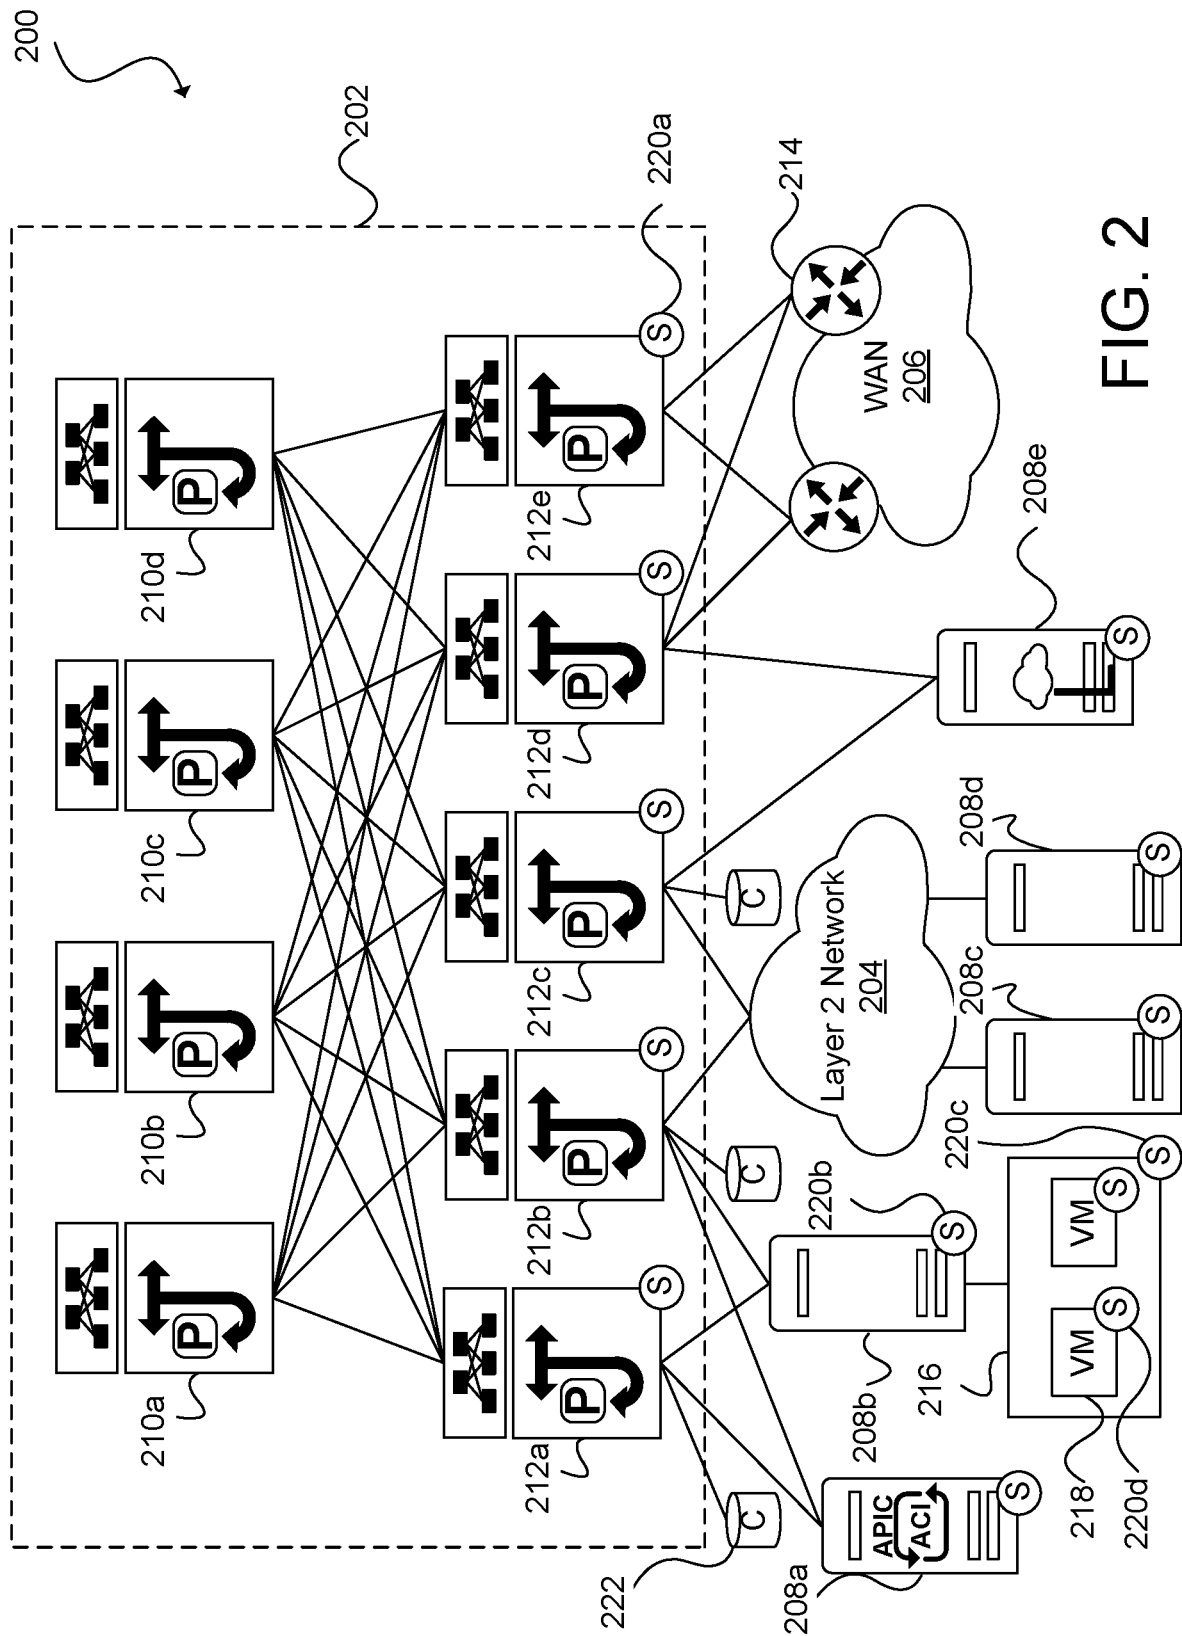 200
202
210a
210b
210c
210d
P
P
P
P
212a
212b
212c
212d
212e
P
P
P
P
P
S
S
S
S
S
220a
222
C
C
C
214
208a
APIC
ACI
S
208b
220b
S
Layer 2 Network
204
WAN
206
216
220c
S
VM
S
VM
S
218
220d
208c
S
208d
S
208e
S
FIG. 2